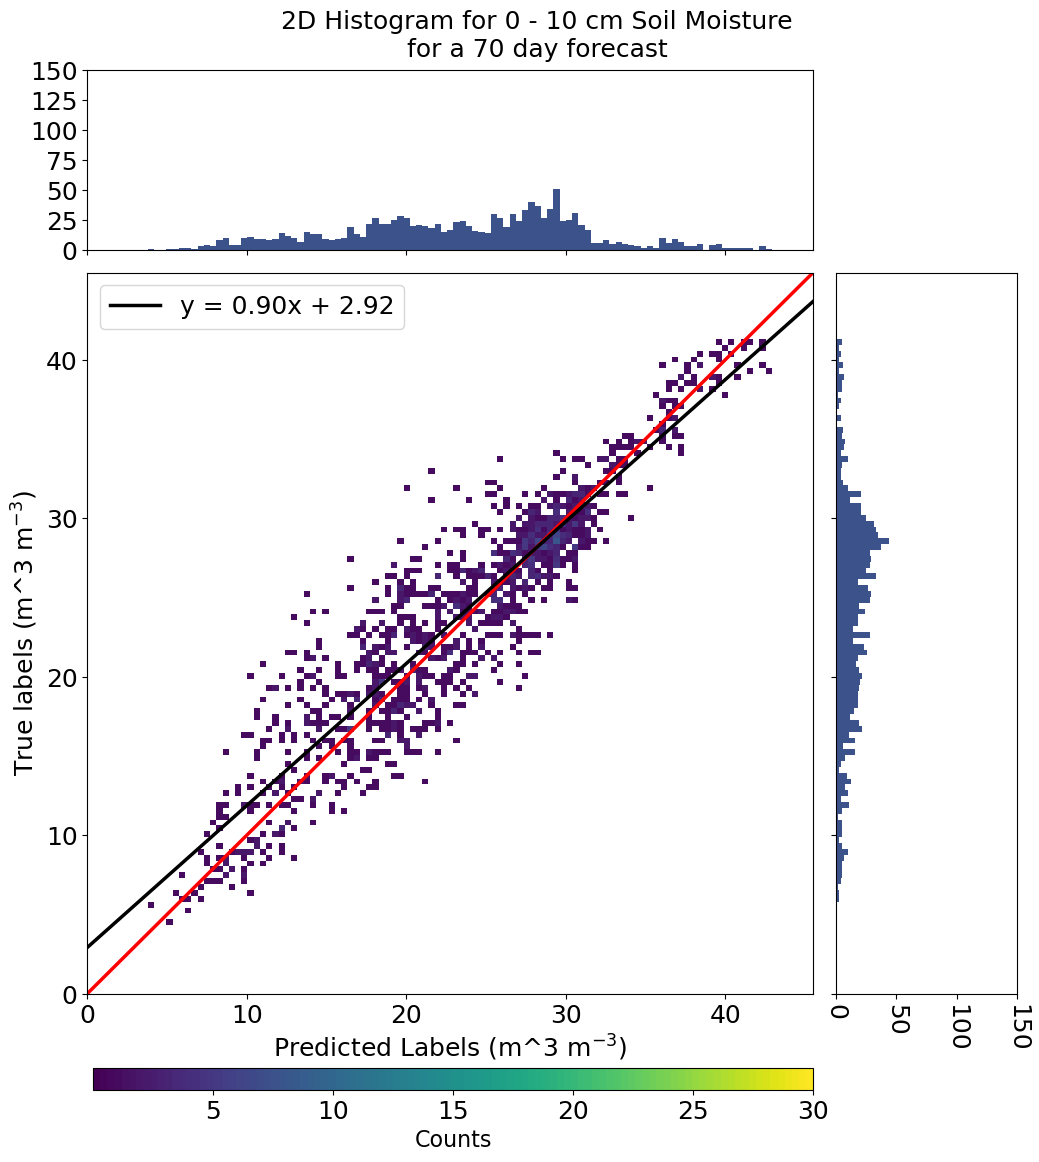 2D Histogram for 0 - 10 cm Soil Moisture
for a 70 day forecast
150
125
100
75
50
25
0
y = 0.90x + 2.92
True labels (m^3 m⁻³)
40
30
20
10
0
0 10 20 30 40
Predicted Labels (m^3 m⁻³)
0 50 100 150
5 10 15 20 25 30
Counts